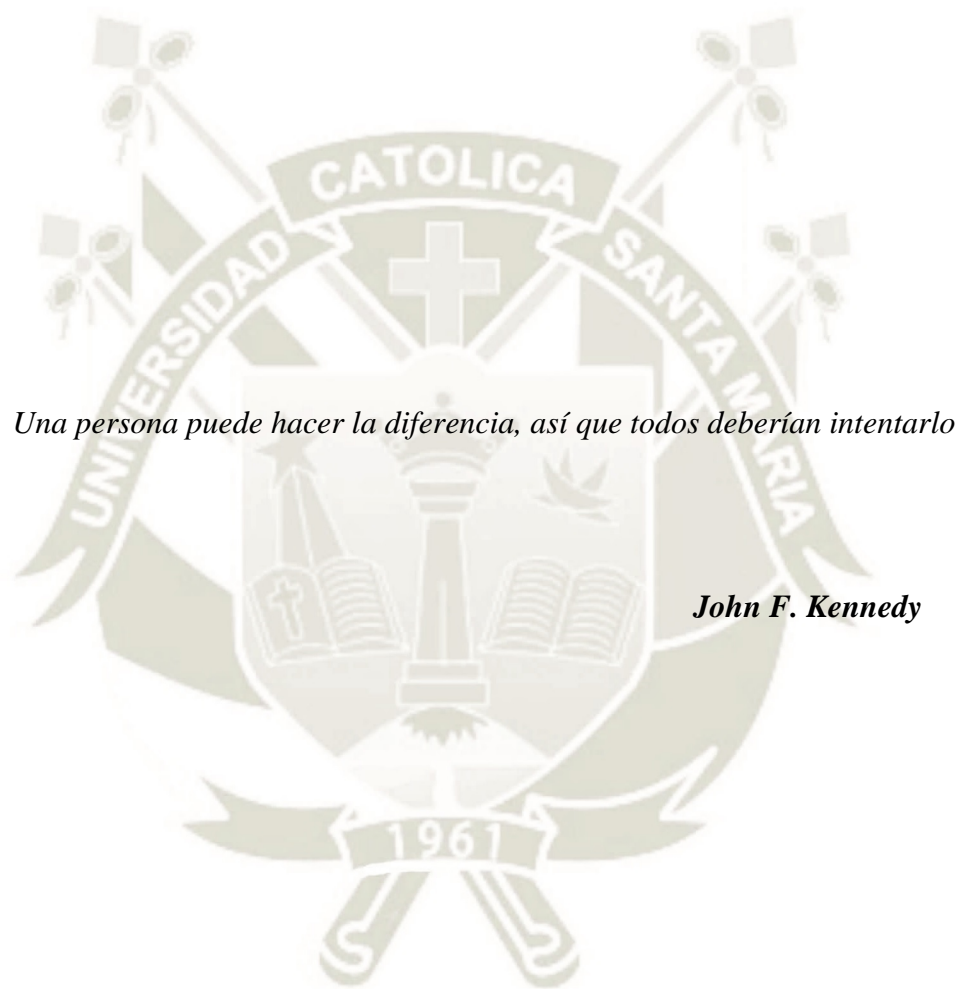 UNIVERSIDAD CATOLICA SANTA MARIA
Una persona puede hacer la diferencia, así que todos deberían intentarlo
John F. Kennedy
1961